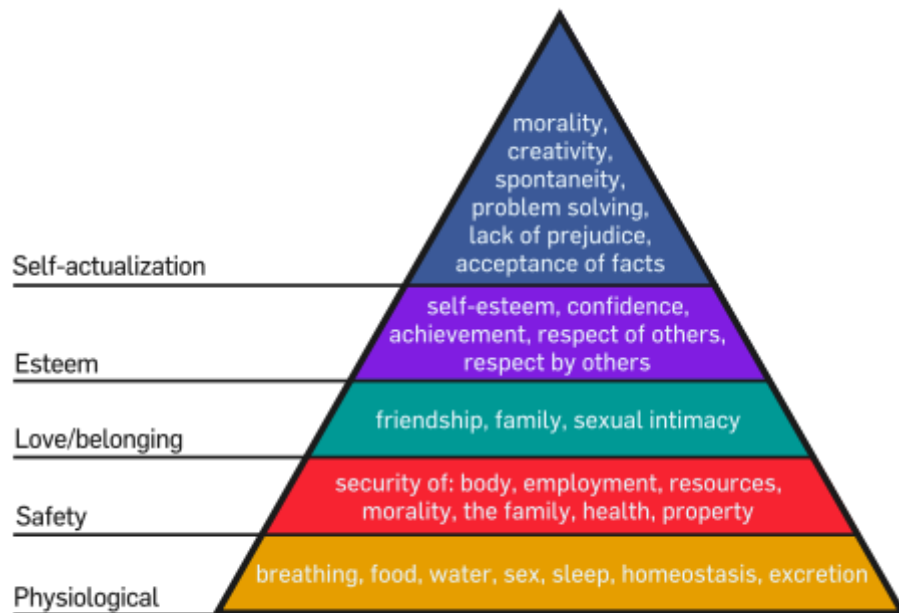 morality,
creativity,
spontaneity,
problem solving,
lack of prejudice,
acceptance of facts
Self-actualization
self-esteem, confidence,
achievement, respect of others,
respect by others
Esteem
friendship, family, sexual intimacy
Love/belonging
security of: body, employment, resources,
morality, the family, health, property
Safety
breathing, food, water, sex, sleep, homeostasis, excretion
Physiological